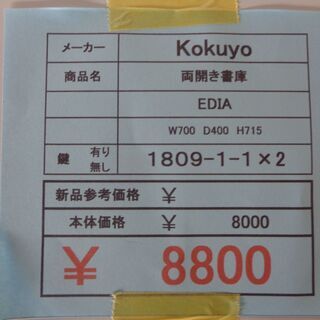 メーカー Kokuyo
商品名 両開き書庫
EDIA
W700 D400 H715
鍵 有り 無し 1809-1-1×2
新品参考価格 ¥
本体価格 ¥ 8000
¥ 8800